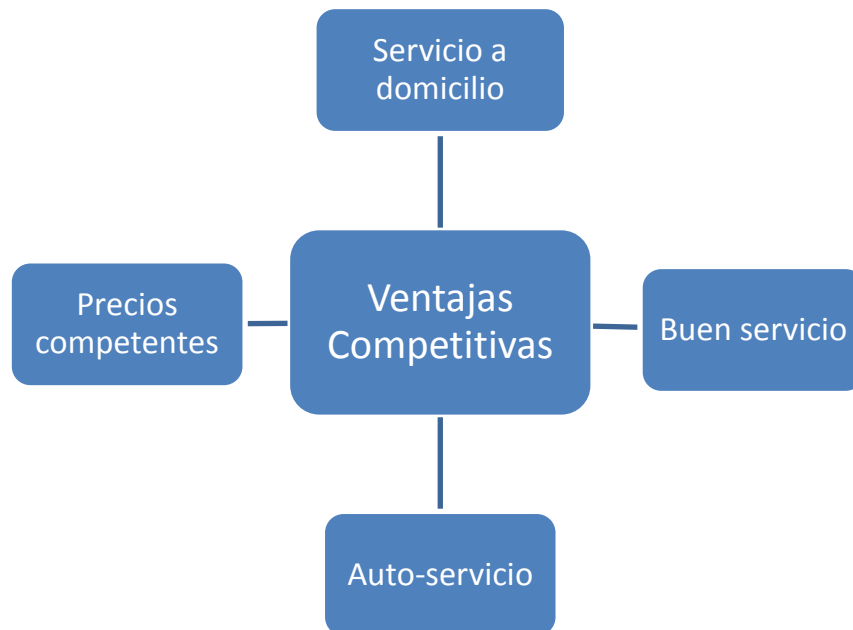 Servicio a
domicilio
Precios
competentes
Ventajas
Competitivas
Buen servicio
Auto-servicio